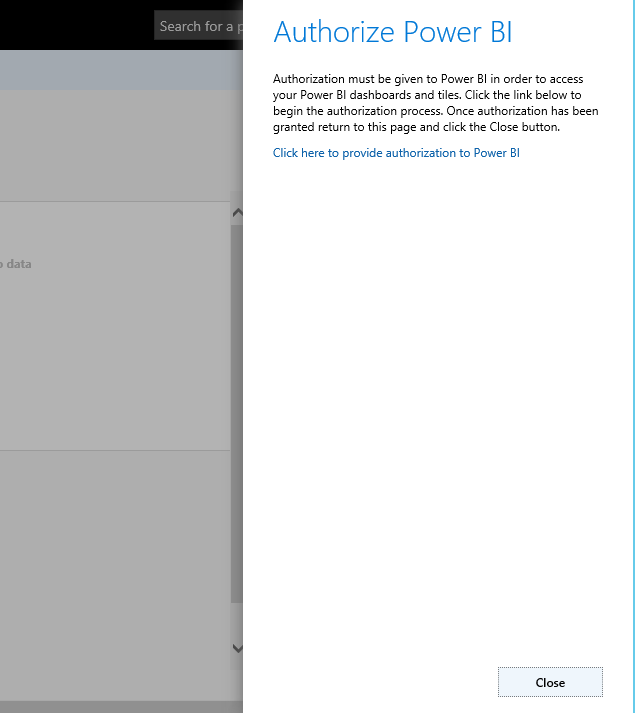 Search for a p
Authorize Power BI
Authorization must be given to Power BI in order to access
your Power BI dashboards and tiles. Click the link below to
begin the authorization process. Once authorization has been
granted return to this page and click the Close button.
Click here to provide authorization to Power BI
o data
Close